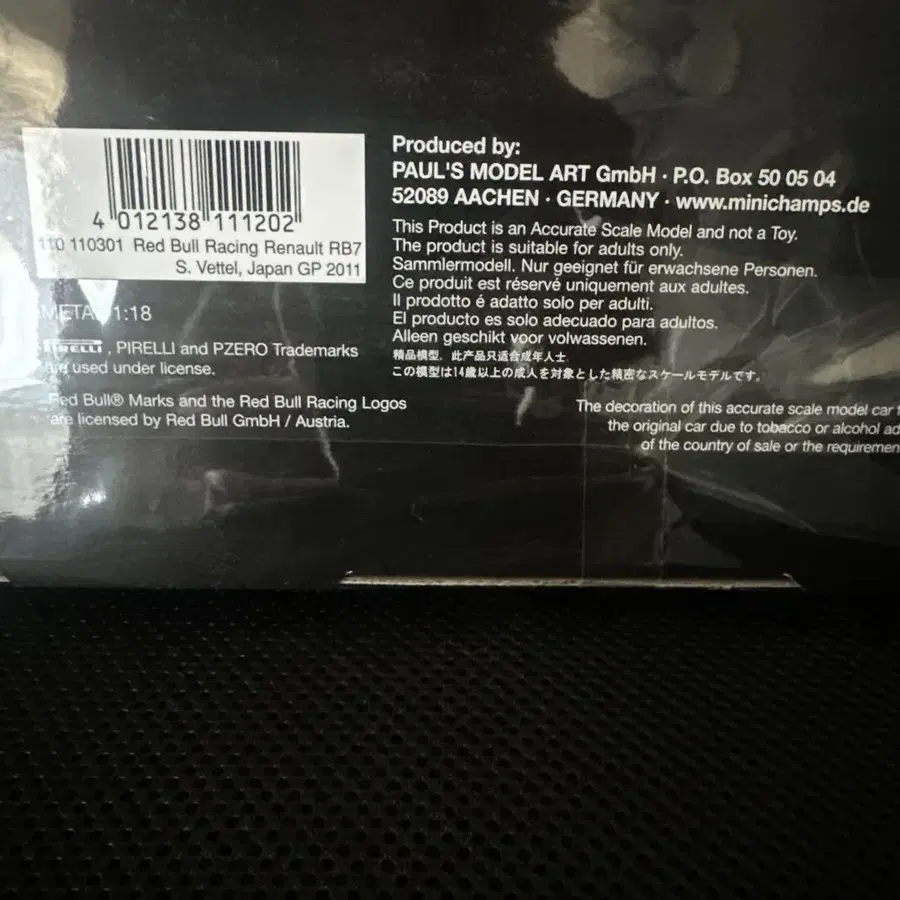 4 012138 111202
110 110301 Red Bull Racing Renault RB7
S. Vettel, Japan GP 2011
METAL 1:18
PIRELLI, PIRELLI and PZERO Trademarks
are used under license.
Red Bull® Marks and the Red Bull Racing Logos
are licensed by Red Bull GmbH / Austria.
Produced by:
PAUL'S MODEL ART GmbH · P.O. Box 50 05 04
52089 AACHEN · GERMANY · www.minichamps.de
This Product is an Accurate Scale Model and not a Toy.
The product is suitable for adults only.
Sammlermodell. Nur geeignet für erwachsene Personen.
Ce produit est réservé uniquement aux adultes.
Il prodotto é adatto solo per adulti.
El producto es solo adecuado para adultos.
Alleen geschikt voor volwassenen.
精品模型. 此产品只适合成年人士.
この模型は14歳以上の成人を対象とした精密なスケールモデルです。
The decoration of this accurate scale model car
the original car due to tobacco or alcohol
of the country of sale or the